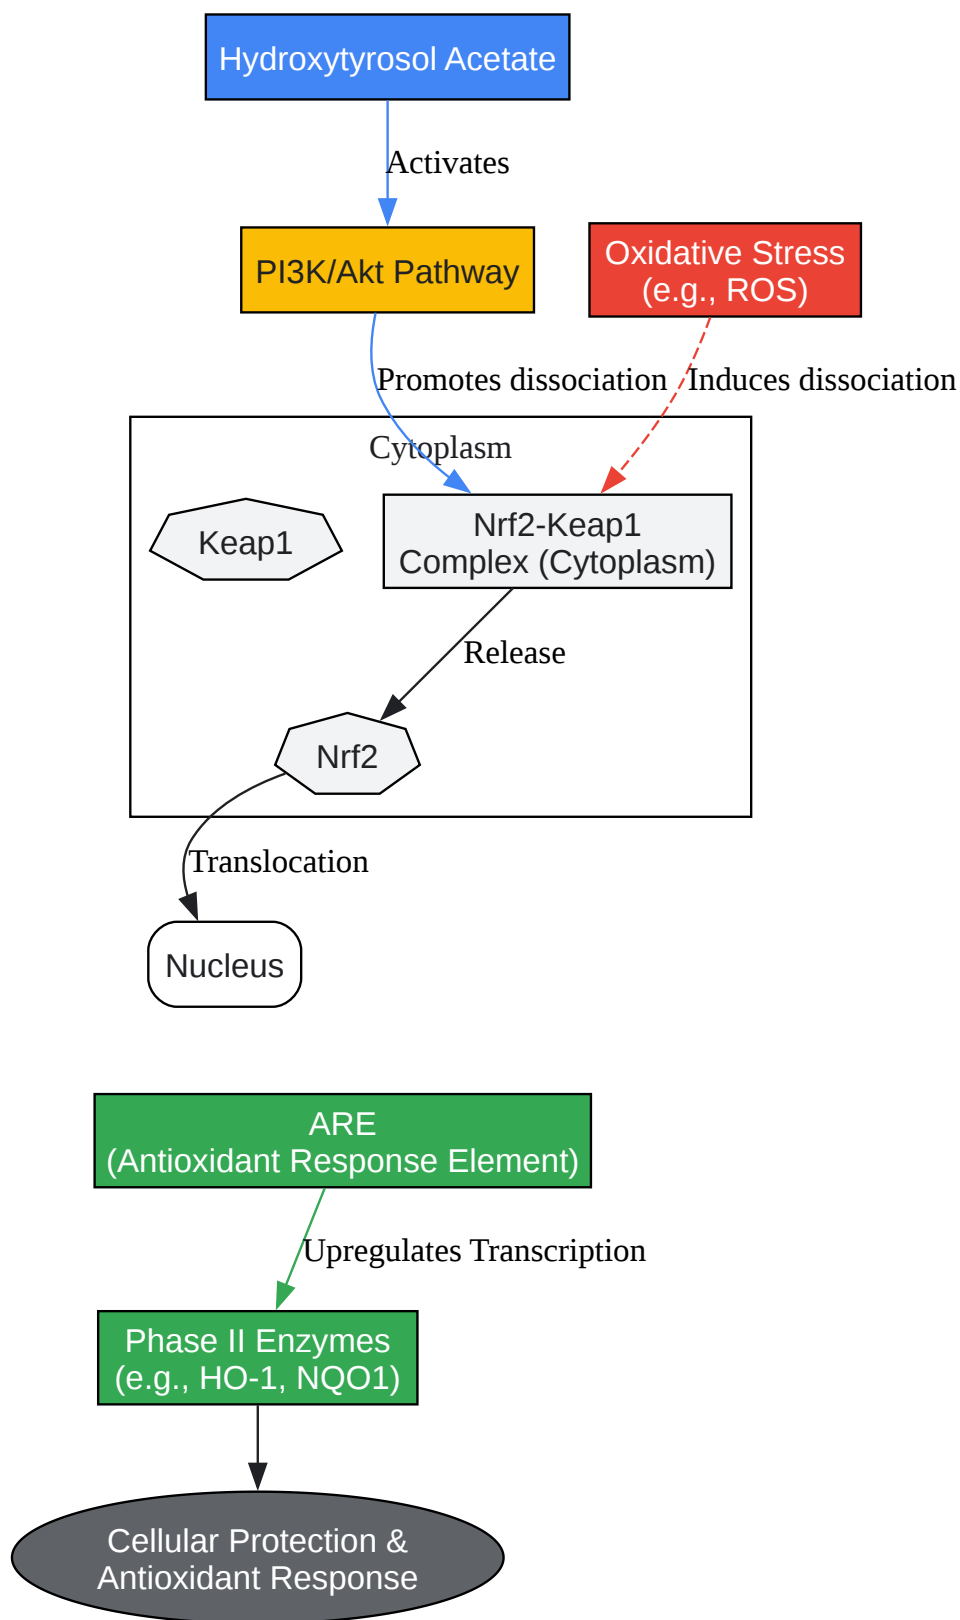 Hydroxytyrosol Acetate
Activates
PI3K/Akt Pathway
Oxidative Stress
(e.g., ROS)
Promotes dissociation
Induces dissociation
Cytoplasm
Keap1
Nrf2-Keap1
Complex (Cytoplasm)
Release
Nrf2
Translocation
Nucleus
ARE
(Antioxidant Response Element)
Upregulates Transcription
Phase II Enzymes
(e.g., HO-1, NQO1)
Cellular Protection &
Antioxidant Response